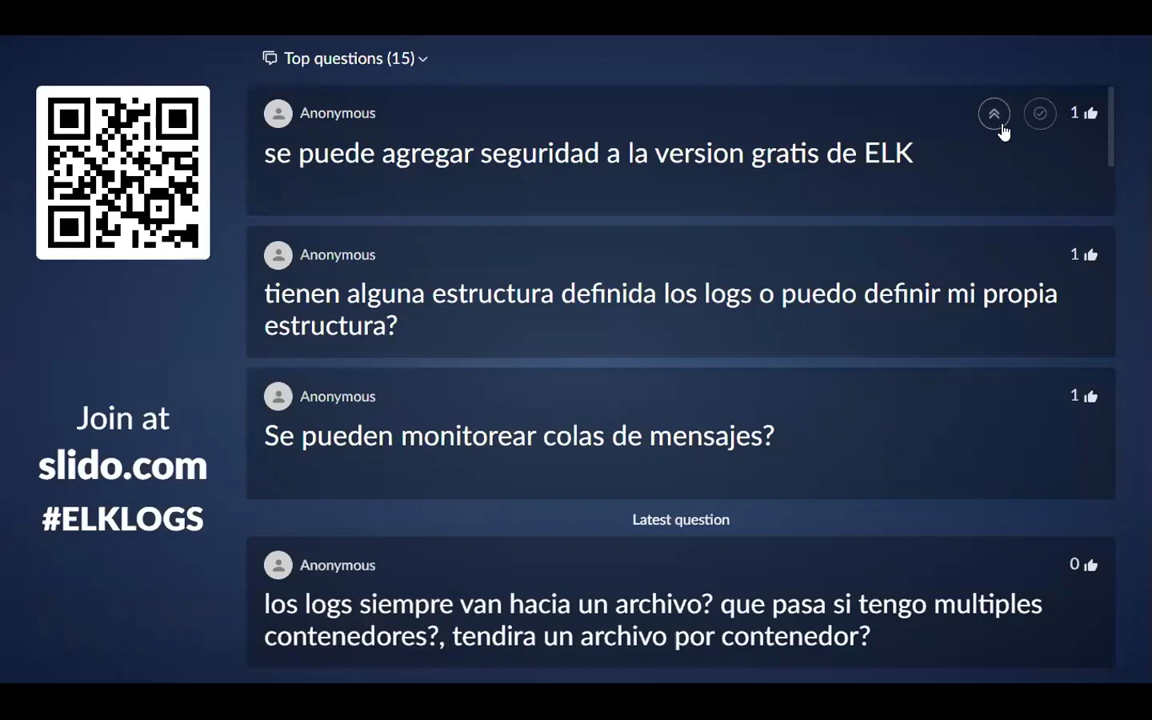 Top questions (15)
Anonymous
1
se puede agregar seguridad a la version gratis de ELK
Anonymous
1
tienen alguna estructura definida los logs o puedo definir mi propia
estructura?
Anonymous
1
Se pueden monitorear colas de mensajes?
Join at
slido.com
#ELKLOGS
Latest question
Anonymous
0
los logs siempre van hacia un archivo? que pasa si tengo multiples
contenedores?, tendira un archivo por contenedor?